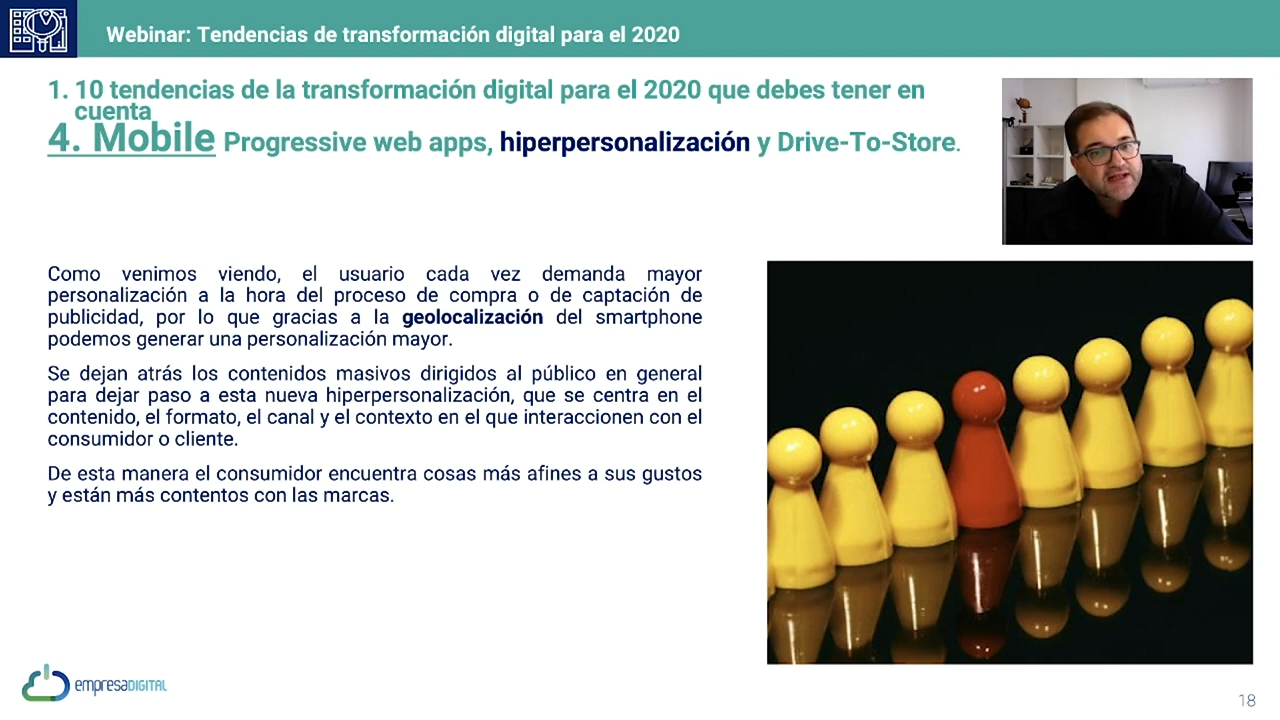 Webinar: Tendencias de transformación digital para el 2020
1. 10 tendencias de la transformación digital para el 2020 que debes tener en
cuenta
4. Mobile Progressive web apps, hiperpersonalización y Drive-To-Store.
Como venimos viendo, el usuario cada vez demanda mayor
personalización a la hora del proceso de compra o de captación de
publicidad, por lo que gracias a la geolocalización del smartphone
podemos generar una personalización mayor.
Se dejan atrás los contenidos masivos dirigidos al público en general
para dejar paso a esta nueva hiperpersonalización, que se centra en el
contenido, el formato, el canal y el contexto en el que interaccionen con el
consumidor o cliente.
De esta manera el consumidor encuentra cosas más afines a sus gustos
y están más contentos con las marcas.
empresaDIGITAL
18